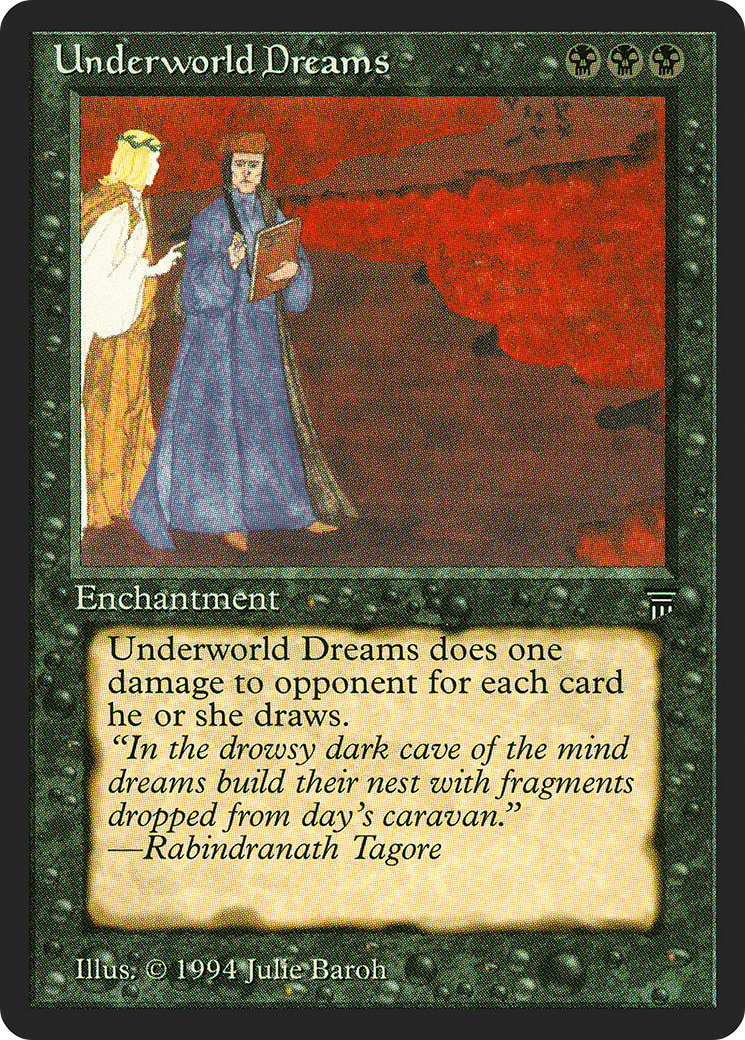 Underworld Dreams
Enchantment
Underworld Dreams does one
damage to opponent for each card
he or she draws.
“In the drowsy dark cave of the mind
dreams build their nest with fragments
dropped from day’s caravan.”
—Rabindranath Tagore
Illus. © 1994 Julie Baroh